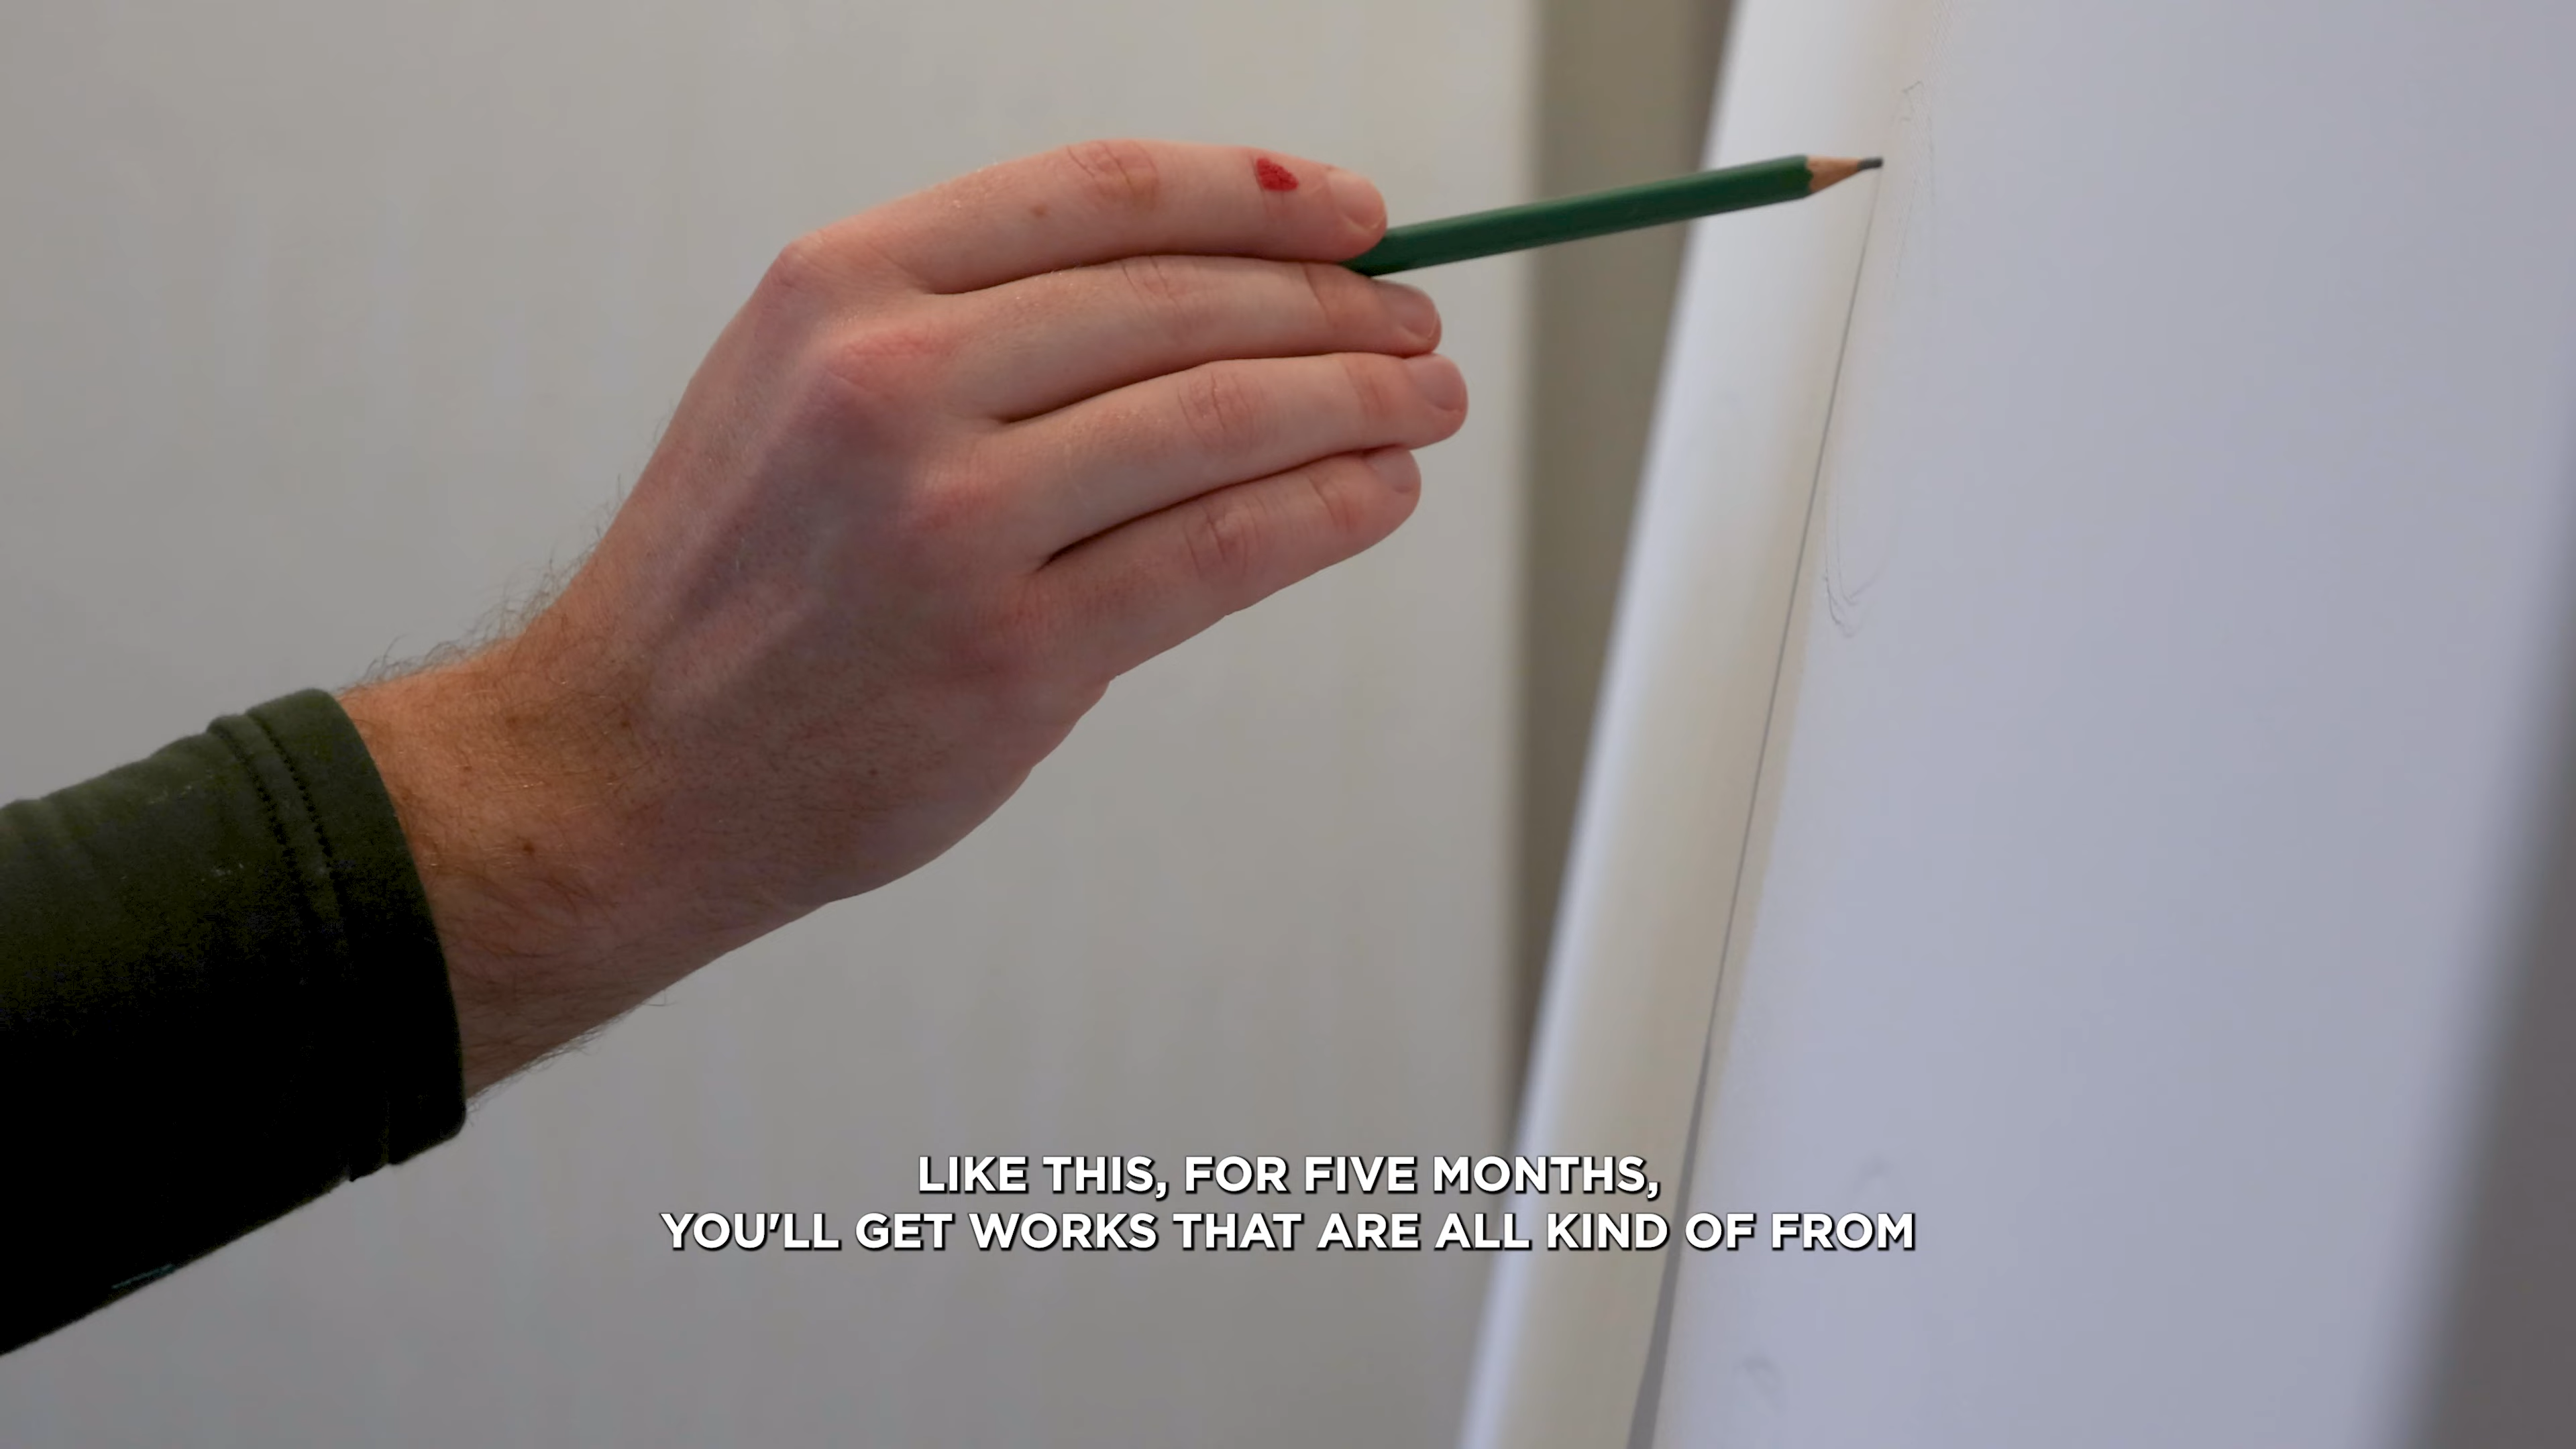 LIKE THIS, FOR FIVE MONTHS,
YOU'LL GET WORKS THAT ARE ALL KIND OF FROM